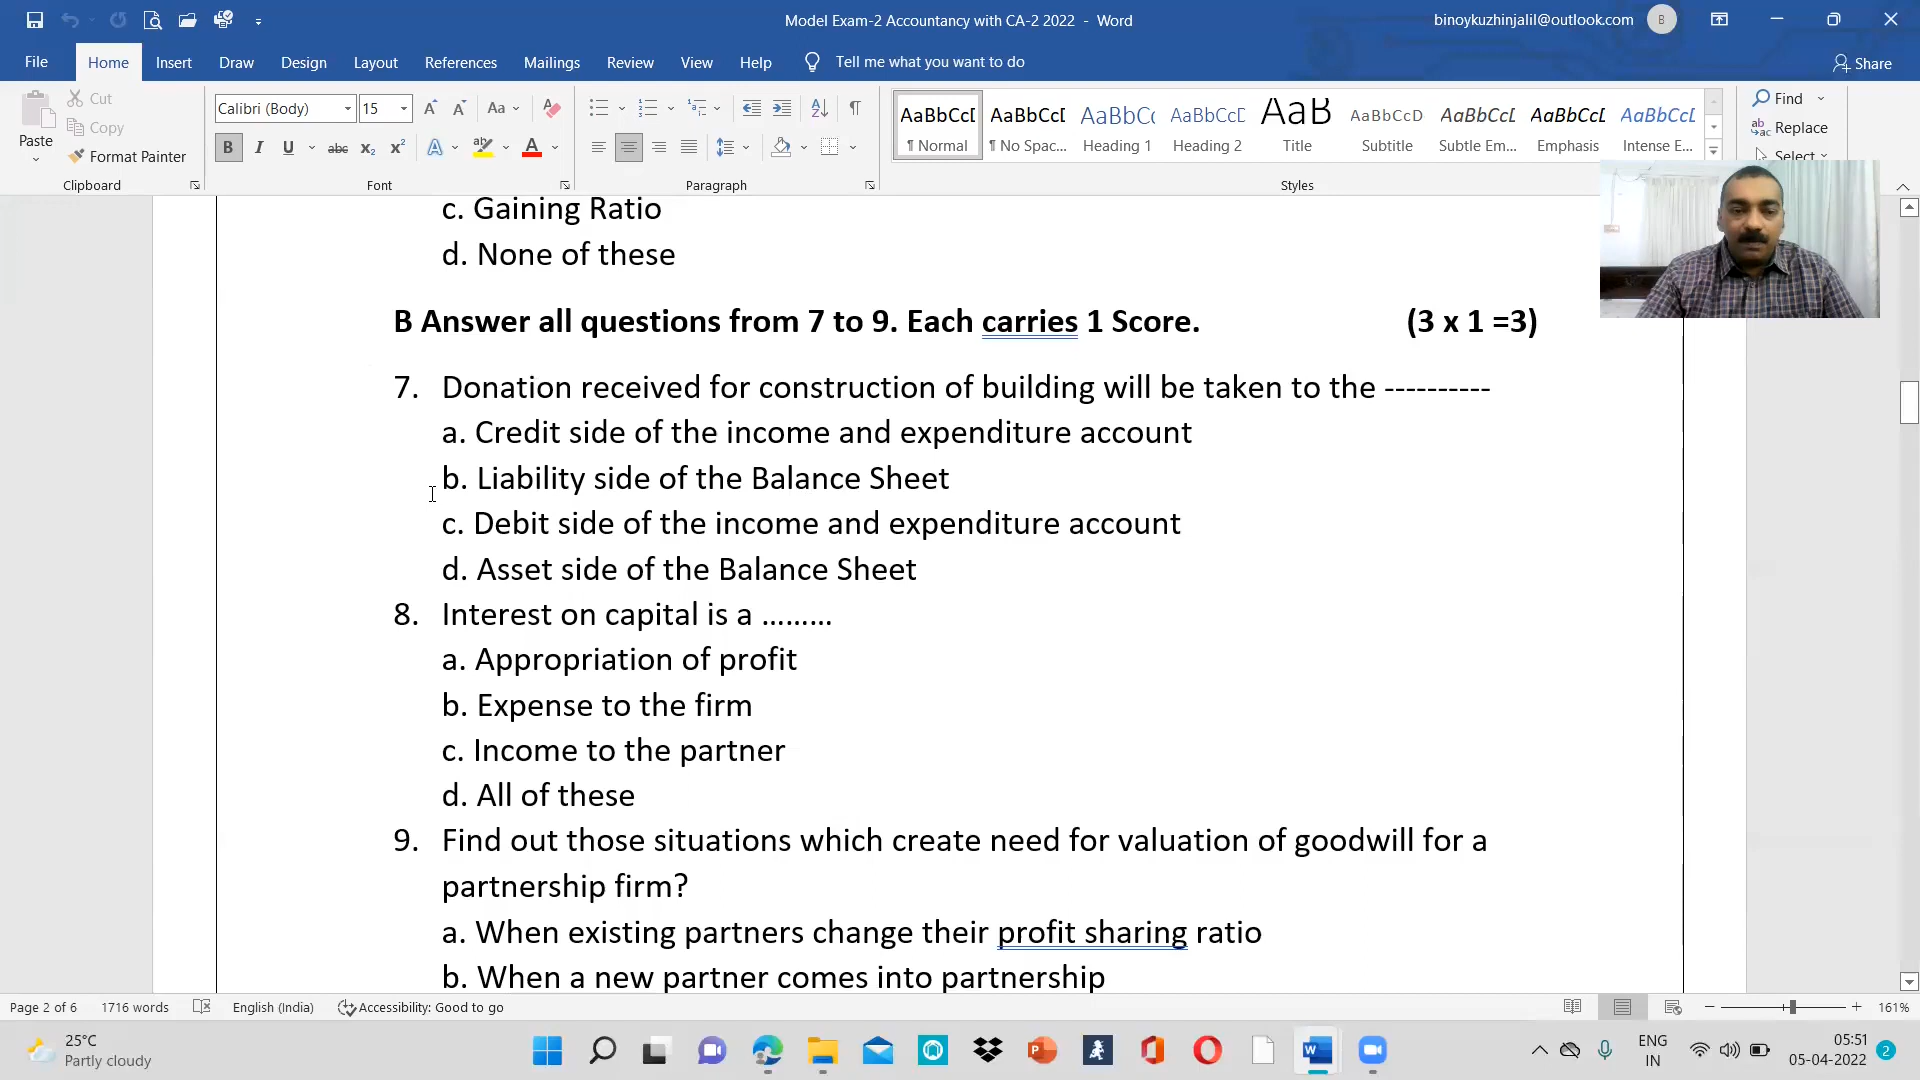 Model Exam-2 Accountancy with CA-2 2022 - Word
binoykuzhinjalil@outlook.com
B
File Home Insert Draw Design Layout References Mailings Review View Help Tell me what you want to do Share
Paste
Cut
Copy
Format Painter
Clipboard
Calibri (Body) 15
Font
Paragraph
AaBbCcD ¶ Normal
AaBbCcD ¶ No Spac...
AaBbCc Heading 1
AaBbCcD Heading 2
AaB Title
AaBbCcD Subtitle
AaBbCcD Subtle Em...
AaBbCcD Emphasis
AaBbCcD Intense E...
Styles
Find
Replace
Select
c. Gaining Ratio
d. None of these
B Answer all questions from 7 to 9. Each carries 1 Score. (3 x 1 =3)
7. Donation received for construction of building will be taken to the ----------
a. Credit side of the income and expenditure account
b. Liability side of the Balance Sheet
c. Debit side of the income and expenditure account
d. Asset side of the Balance Sheet
8. Interest on capital is a .........
a. Appropriation of profit
b. Expense to the firm
c. Income to the partner
d. All of these
9. Find out those situations which create need for valuation of goodwill for a
partnership firm?
a. When existing partners change their profit sharing ratio
b. When a new partner comes into partnership
Page 2 of 6 1716 words English (India) Accessibility: Good to go 161%
25°C
Partly cloudy
ENG
IN
05:51
05-04-2022
2